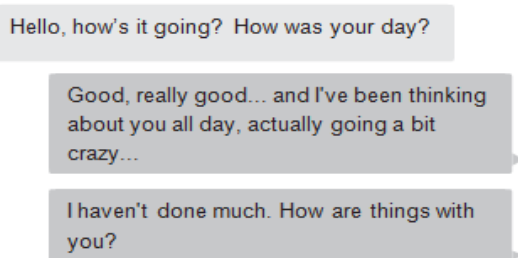 Hello, how's it going? How was your day?
Good, really good... and I've been thinking
about you all day, actually going a bit
crazy...
I haven't done much. How are things with
you?